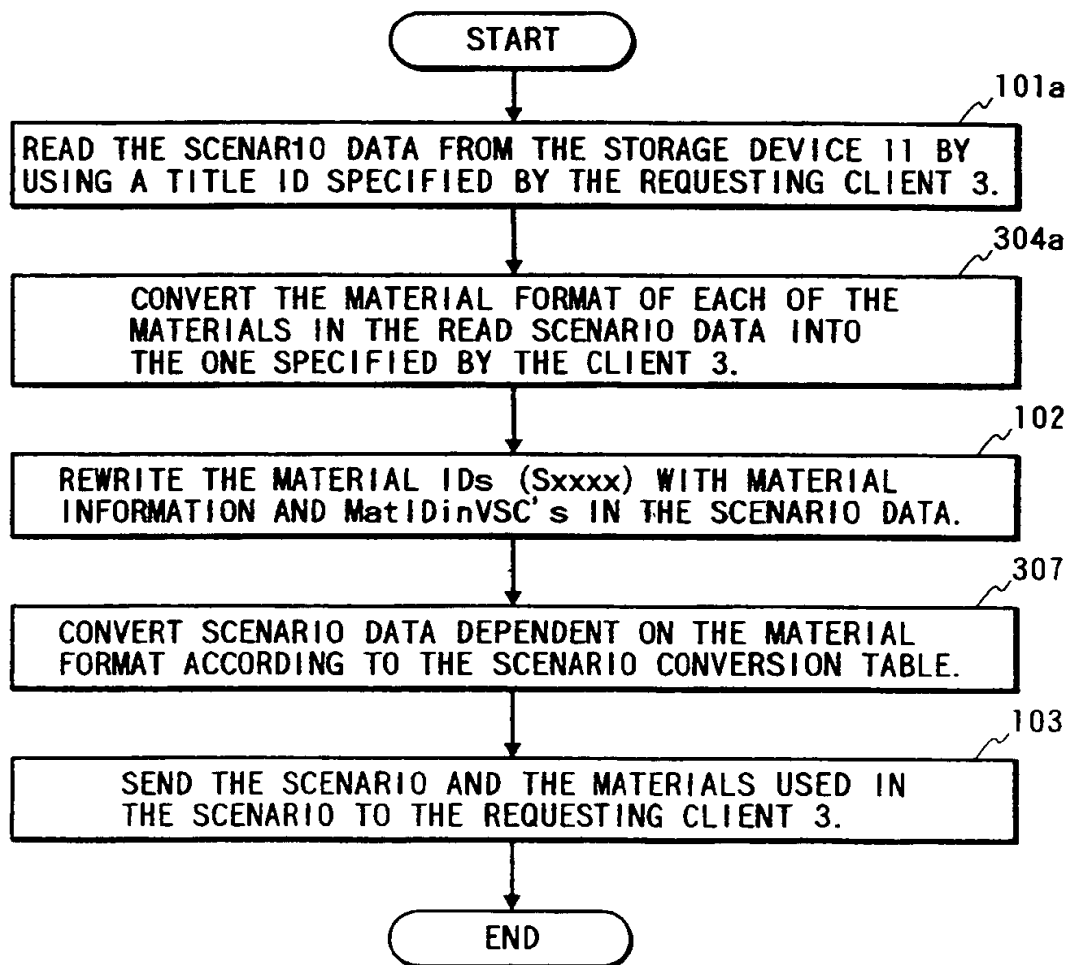 START
101a
READ THE SCENARIO DATA FROM THE STORAGE DEVICE 11 BY
USING A TITLE ID SPECIFIED BY THE REQUESTING CLIENT 3.
304a
CONVERT THE MATERIAL FORMAT OF EACH OF THE
MATERIALS IN THE READ SCENARIO DATA INTO
THE ONE SPECIFIED BY THE CLIENT 3.
102
REWRITE THE MATERIAL IDs (Sxxxx) WITH MATERIAL
INFORMATION AND MatIDinVSC's IN THE SCENARIO DATA.
307
CONVERT SCENARIO DATA DEPENDENT ON THE MATERIAL
FORMAT ACCORDING TO THE SCENARIO CONVERSION TABLE.
103
SEND THE SCENARIO AND THE MATERIALS USED IN
THE SCENARIO TO THE REQUESTING CLIENT 3.
END